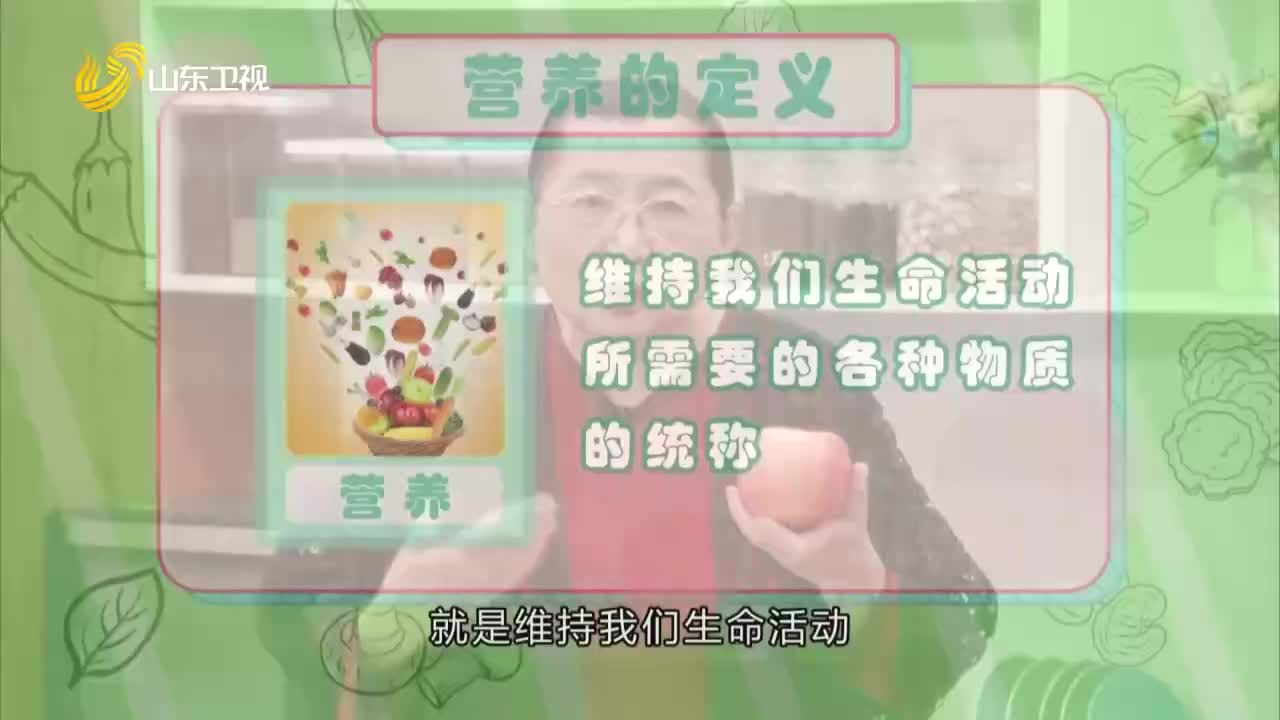 山东卫视
营养的定义
维持我们生命活动
所需要的各种物质
的统称
营养
就是维持我们生命活动